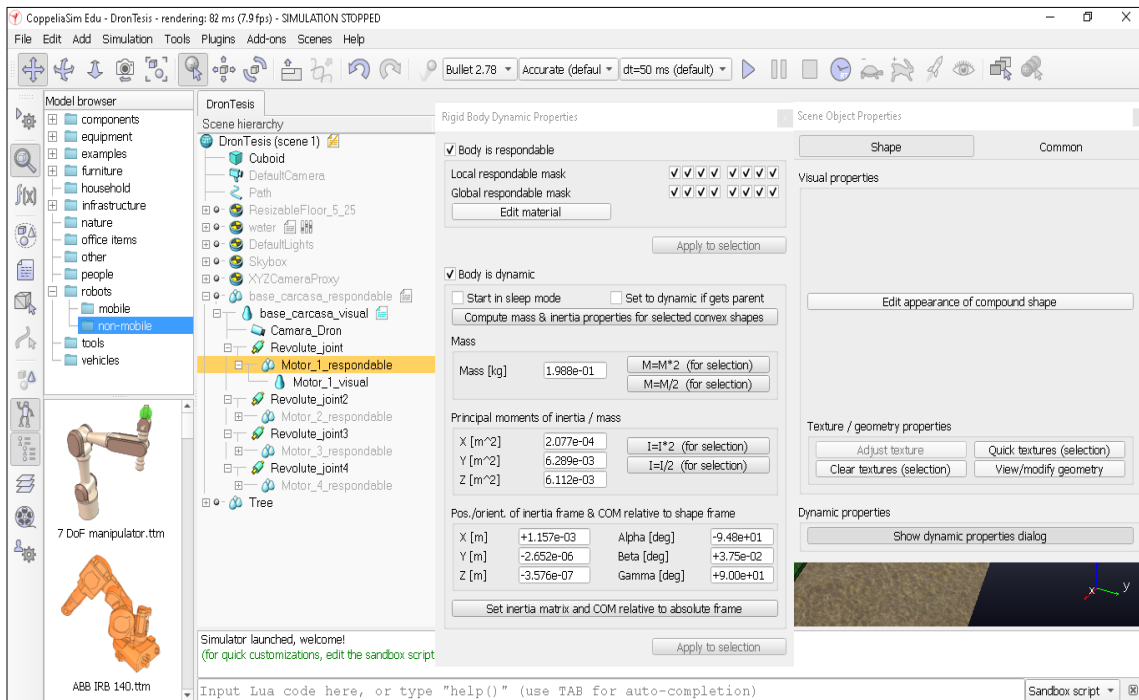 CoppeliaSim Edu - DronTesis - rendering: 82 ms (7.9 fps) - SIMULATION STOPPED
File Edit Add Simulation Tools Plugins Add-ons Scenes Help
Bullet 2.78 Accurate (defaul dt=50 ms (default)
Model browser
components
equipment
examples
furniture
household
infrastructure
nature
office items
other
people
robots
mobile
non-mobile
tools
vehicles
7 DoF manipulator.ttm
ABB IRB 140.ttm
f(x)
DronTesis
Scene hierarchy
DronTesis (scene 1)
Cuboid
DefaultCamera
Path
ResizableFloor_5_25
water
DefaultLights
Skybox
XYZCameraProxy
base_carcasa_respondable
base_carcasa_visual
Camara_Dron
Revolute_joint
Motor_1_respondable
Motor_1_visual
Revolute_joint2
Motor_2_respondable
Revolute_joint3
Motor_3_respondable
Revolute_joint4
Motor_4_respondable
Tree
Rigid Body Dynamic Properties
Body is respondable
Local respondable mask
Global respondable mask
Edit material
Apply to selection
Body is dynamic
Start in sleep mode Set to dynamic if gets parent
Compute mass & inertia properties for selected convex shapes
Mass
Mass [kg] 1.988e-01 M=M*2 (for selection)
M=M/2 (for selection)
Principal moments of inertia / mass
X [m^2] 2.077e-04 I=I*2 (for selection)
Y [m^2] 6.289e-03 I=I/2 (for selection)
Z [m^2] 6.112e-03
Pos./orient. of inertia frame & COM relative to shape frame
X [m] +1.157e-03 Alpha [deg] -9.48e+01
Y [m] -2.652e-06 Beta [deg] +3.75e-02
Z [m] -3.576e-07 Gamma [deg] +9.00e+01
Set inertia matrix and COM relative to absolute frame
Apply to selection
Scene Object Properties
Shape Common
Visual properties
Edit appearance of compound shape
Texture / geometry properties
Adjust texture Quick textures (selection)
Clear textures (selection) View/modify geometry
Dynamic properties
Show dynamic properties dialog
x y
Simulator launched, welcome!
(for quick customizations, edit the sandbox script
Input Lua code here, or type "help()" (use TAB for auto-completion) Sandbox script